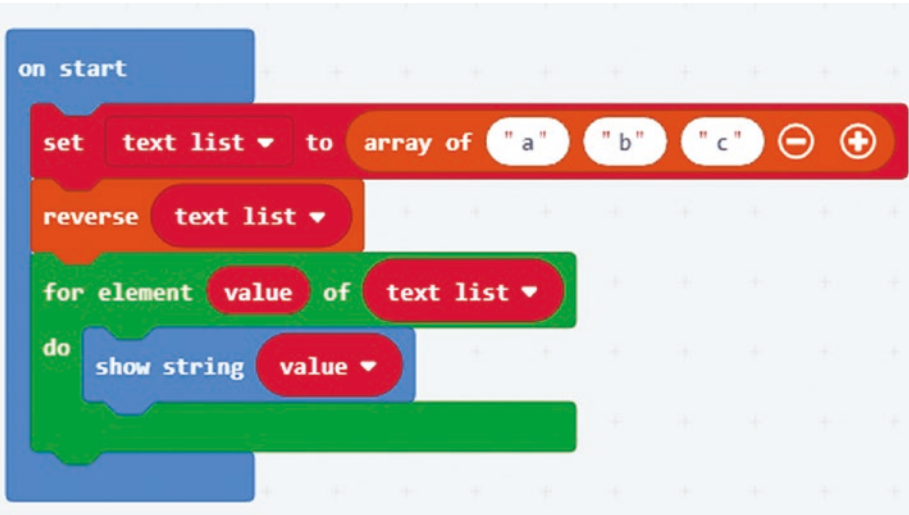 on start
set text list to array of "a" "b" "c"
reverse text list
for element value of text list
do
show string value